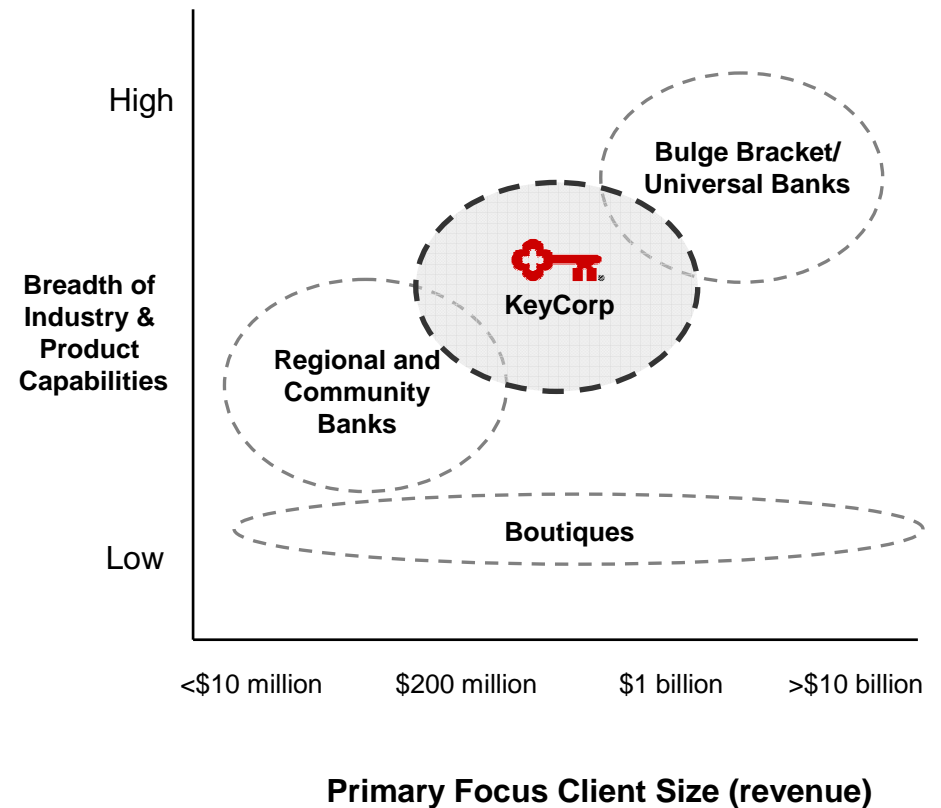 High
Bulge Bracket/
Universal Banks
KeyCorp
Breadth of
Industry &
Product
Capabilities
Regional and
Community
Banks
Boutiques
Low
<$10 million $200 million $1 billion >$10 billion
Primary Focus Client Size (revenue)